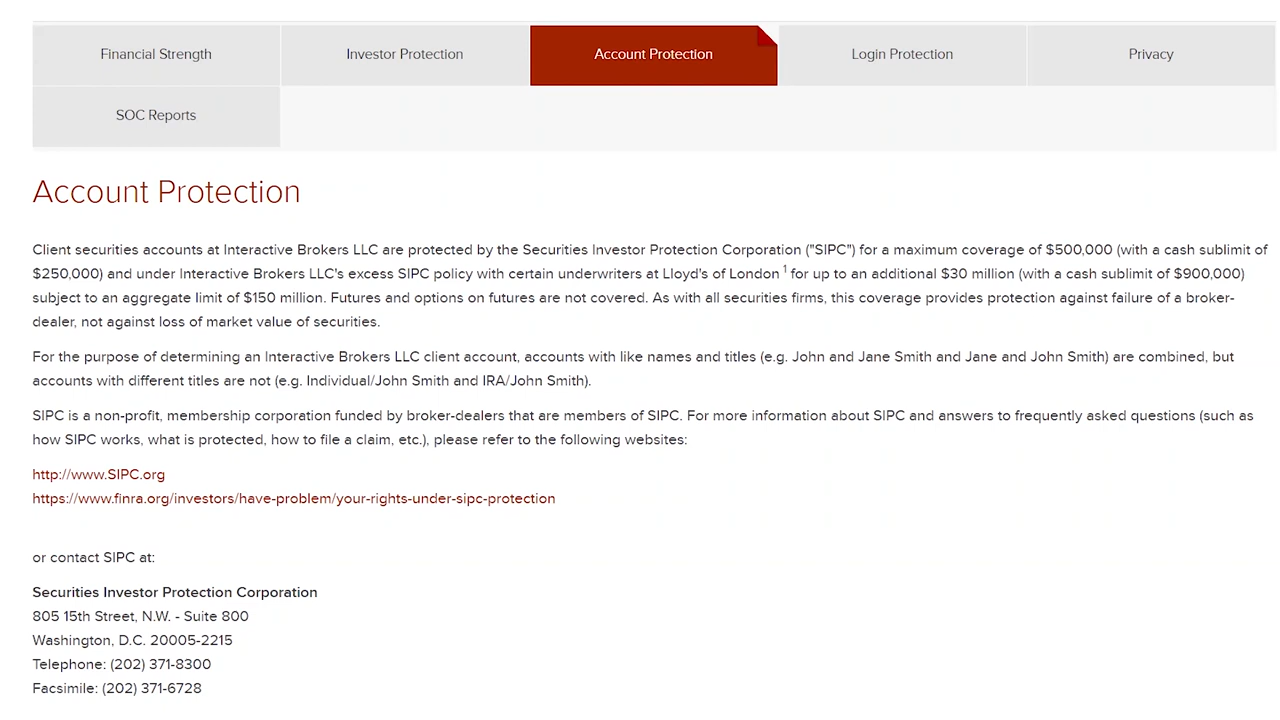 Financial Strength
Investor Protection
Account Protection
Login Protection
Privacy
SOC Reports
Account Protection
Client securities accounts at Interactive Brokers LLC are protected by the Securities Investor Protection Corporation ("SIPC") for a maximum coverage of $500,000 (with a cash sublimit of
$250,000) and under Interactive Brokers LLC's excess SIPC policy with certain underwriters at Lloyd's of London 1 for up to an additional $30 million (with a cash sublimit of $900,000)
subject to an aggregate limit of $150 million. Futures and options on futures are not covered. As with all securities firms, this coverage provides protection against failure of a broker-
dealer, not against loss of market value of securities.
For the purpose of determining an Interactive Brokers LLC client account, accounts with like names and titles (e.g. John and Jane Smith and Jane and John Smith) are combined, but
accounts with different titles are not (e.g. Individual/John Smith and IRA/John Smith).
SIPC is a non-profit, membership corporation funded by broker-dealers that are members of SIPC. For more information about SIPC and answers to frequently asked questions (such as
how SIPC works, what is protected, how to file a claim, etc.), please refer to the following websites:
http://www.SIPC.org
https://www.finra.org/investors/have-problem/your-rights-under-sipc-protection
or contact SIPC at:
Securities Investor Protection Corporation
805 15th Street, N.W. - Suite 800
Washington, D.C. 20005-2215
Telephone: (202) 371-8300
Facsimile: (202) 371-6728